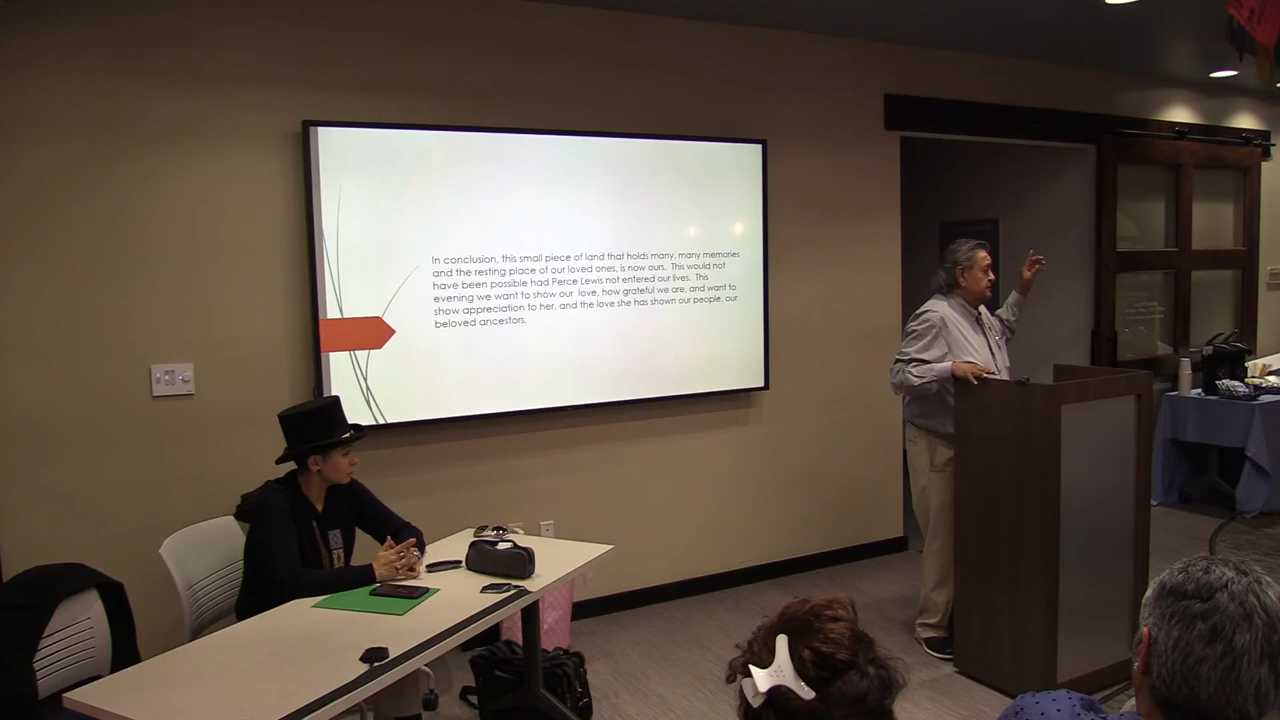 In conclusion, this small piece of land that holds many, many memories
and the resting place of our loved ones, is now ours. This would not
have been possible had Perce Lewis not entered our lives. This
evening we want to show our love, how grateful we are, and want to
show appreciation to her, and the love she has shown our people, our
beloved ancestors.